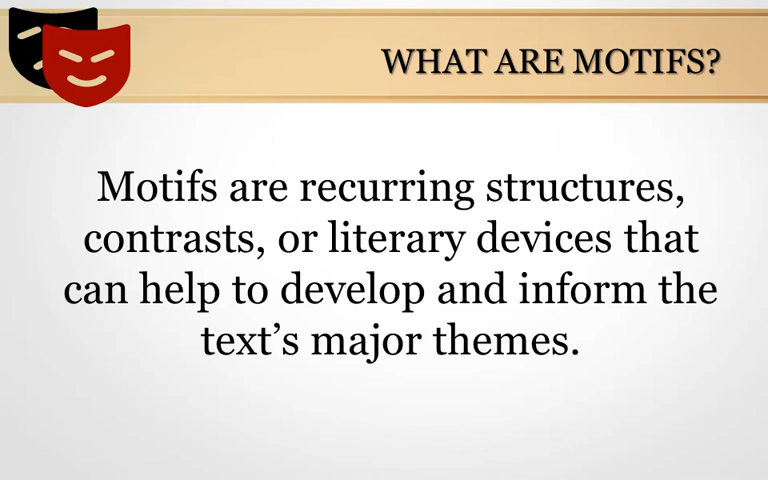 WHAT ARE MOTIFS?
Motifs are recurring structures,
contrasts, or literary devices that
can help to develop and inform the
text’s major themes.